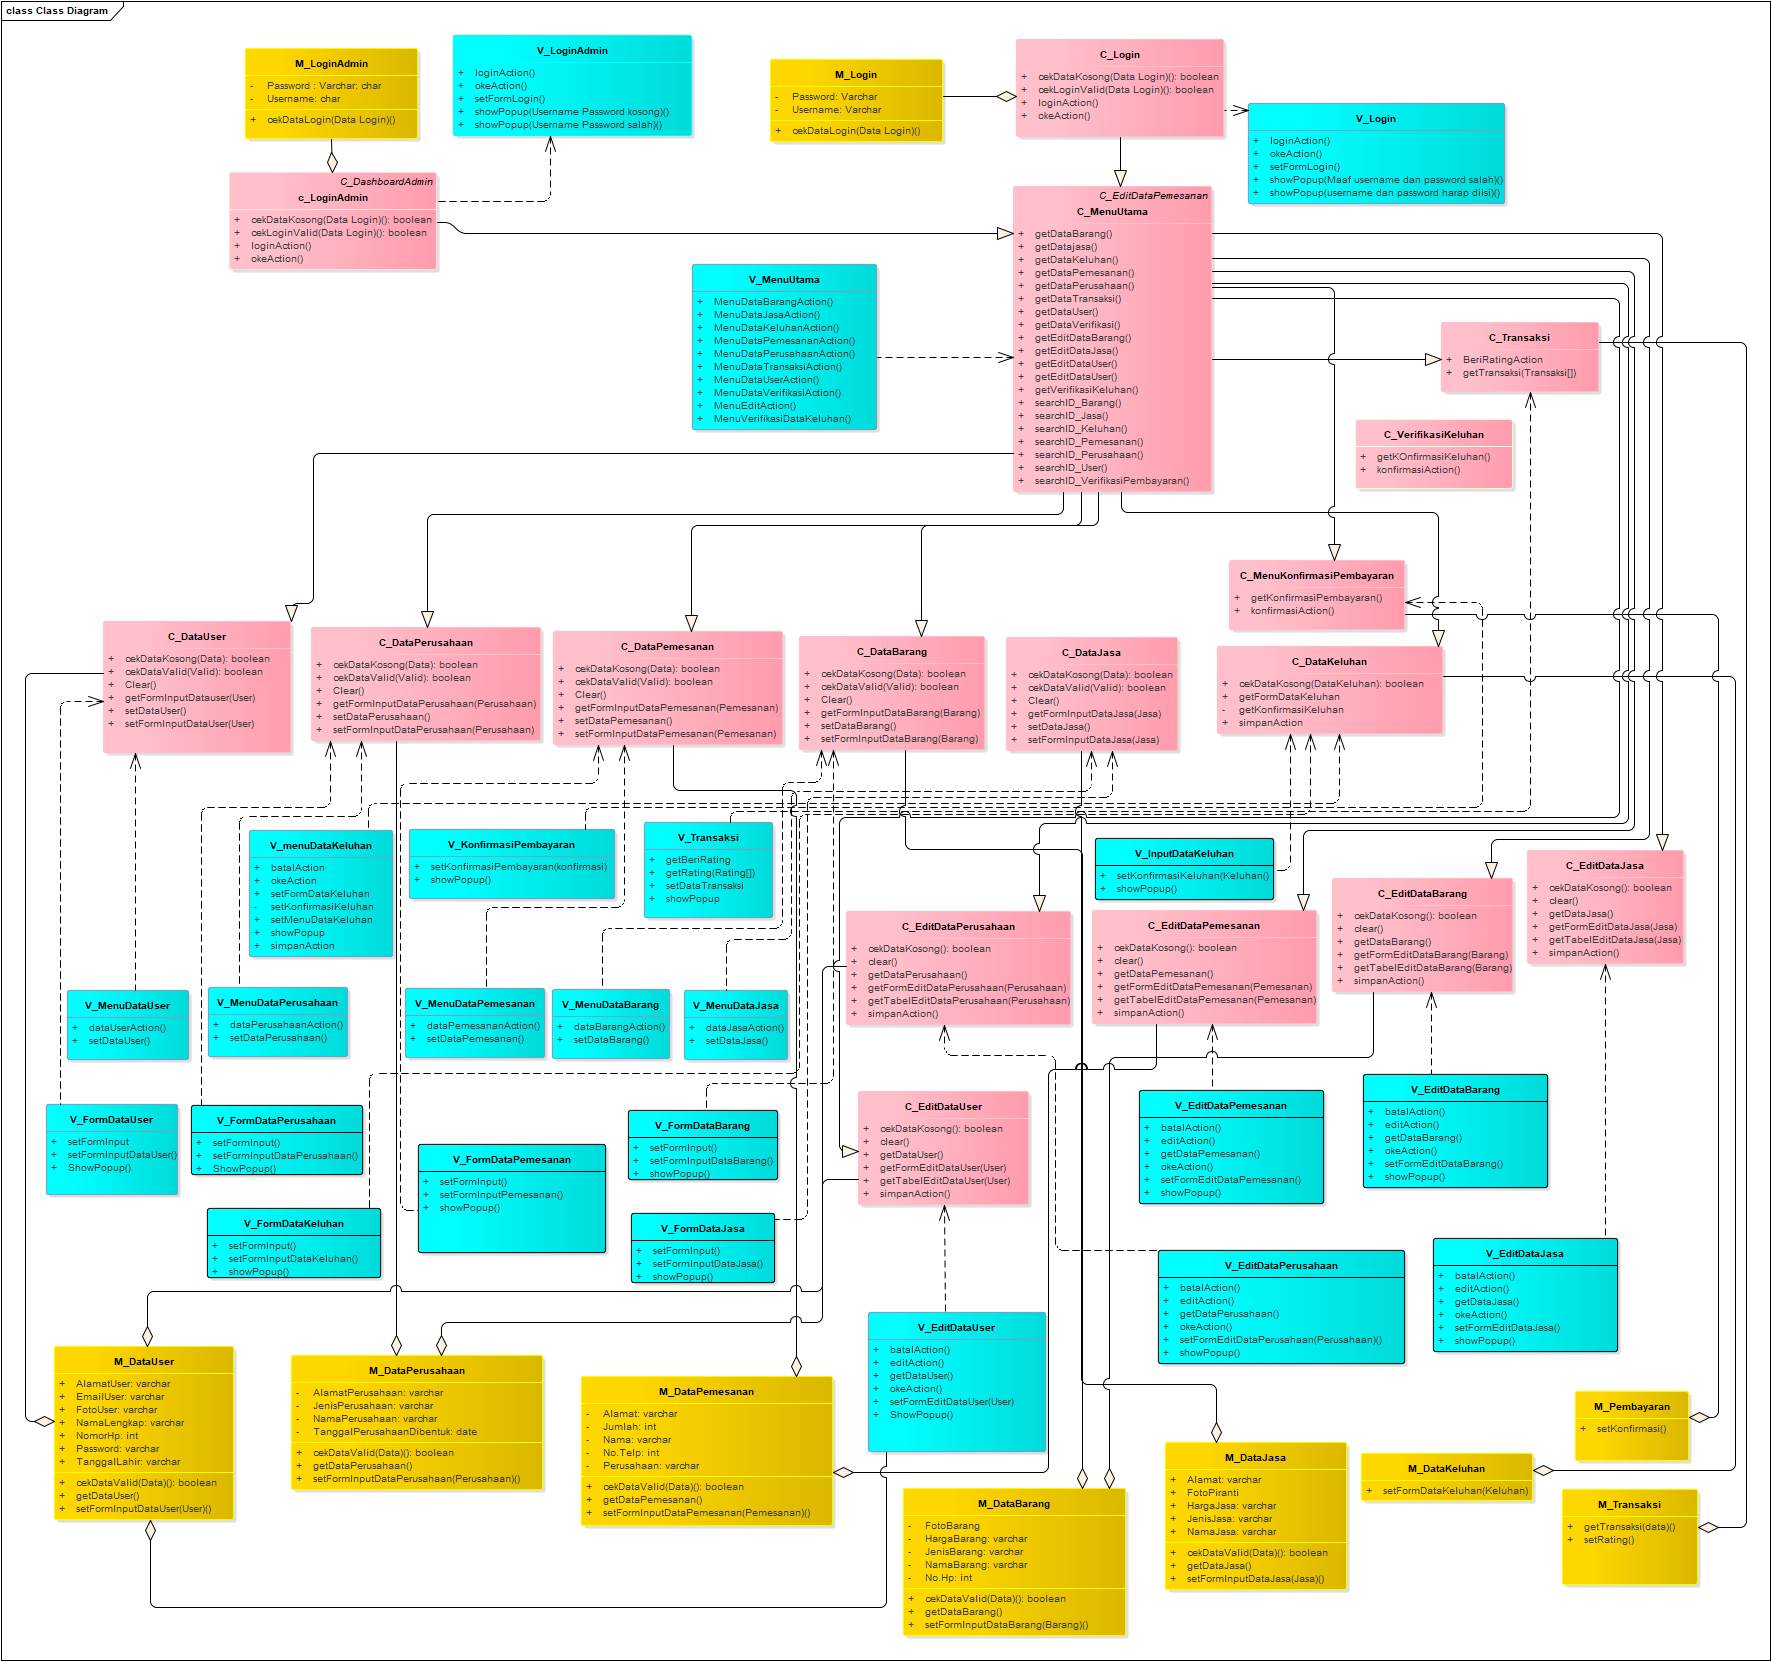 class Class Diagram
M_LoginAdmin
- Password : Varchar: char
- Username: char
+ cekDataLogin(Data Login)()
V_LoginAdmin
+ loginAction()
+ okeAction()
+ setFormLogin()
+ showPopup(Username Password kosong)()
+ showPopup(Username Password salah)()
M_Login
- Password: Varchar
- Username: Varchar
+ cekDataLogin(Data Login)()
C_Login
+ cekDataKosong(Data Login)(): boolean
+ cekLoginValid(Data Login)(): boolean
+ loginAction()
+ okeAction()
V_Login
+ loginAction()
+ okeAction()
+ setFormLogin()
+ showPopup(Maaf username dan password salah)()
+ showPopup(username dan password harap diisi)()
C_DashboardAdmin
c_LoginAdmin
+ cekDataKosong(Data Login)(): boolean
+ cekLoginValid(Data Login)(): boolean
+ loginAction()
+ okeAction()
C_EditDataPemesanan
C_MenuUtama
+ getDataBarang()
+ getDatajasa()
+ getDataKeluhan()
+ getDataPemesanan()
+ getDataPerusahaan()
+ getDataTransaksi()
+ getDataUser()
+ getDataVerifikasi()
+ getEditDataBarang()
+ getEditDataJasa()
+ getEditDataUser()
+ getEditDataUser()
+ getVerifikasiKeluhan()
+ searchID_Barang()
+ searchID_Jasa()
+ searchID_Keluhan()
+ searchID_Pemesanan()
+ searchID_Perusahaan()
+ searchID_User()
+ searchID_VerifikasiPembayaran()
V_MenuUtama
+ MenuDataBarangAction()
+ MenuDataJasaAction()
+ MenuDataKeluhanAction()
+ MenuDataPemesananAction()
+ MenuDataPerusahaanAction()
+ MenuDataTransaksiAction()
+ MenuDataUserAction()
+ MenuDataVerifikasiAction()
+ MenuEditAction()
+ MenuVerifikasiDataKeluhan()
C_Transaksi
+ BeriRatingAction
+ getTransaksi(Transaksi[])
C_VerifikasiKeluhan
+ getKOnfirmasiKeluhan()
+ konfirmasiAction()
C_MenuKonfirmasiPembayaran
+ getKonfirmasiPembayaran()
+ konfirmasiAction()
C_DataUser
+ cekDataKosong(Data): boolean
+ cekDataValid(Valid): boolean
+ Clear()
+ getFormInputDatauser(User)
+ setDataUser()
+ setFormInputDataUser(User)
C_DataPerusahaan
+ cekDataKosong(Data): boolean
+ cekDataValid(Valid): boolean
+ Clear()
+ getFormInputDataPerusahaan(Perusahaan)
+ setDataPerusahaan()
+ setFormInputDataPerusahaan(Perusahaan)
C_DataPemesanan
+ cekDataKosong(Data): boolean
+ cekDataValid(Valid): boolean
+ Clear()
+ getFormInputDataPemesanan(Pemesanan)
+ setDataPemesanan()
+ setFormInputDataPemesanan(Pemesanan)
C_DataBarang
+ cekDataKosong(Data): boolean
+ cekDataValid(Valid): boolean
+ Clear()
+ getFormInputDataBarang(Barang)
+ setDataBarang()
+ setFormInputDataBarang(Barang)
C_DataJasa
+ cekDataKosong(Data): boolean
+ cekDataValid(Valid): boolean
+ Clear()
+ getFormInputDataJasa(Jasa)
+ setDataJasa()
+ setFormInputDataJasa(Jasa)
C_DataKeluhan
+ cekDataKosong(DataKeluhan): boolean
+ getFormDataKeluhan
- getKonfirmasiKeluhan
+ simpanAction
V_menuDataKeluhan
+ batalAction
+ okeAction
+ setFormDataKeluhan
- setKonfirmasiKeluhan
+ setMenuDataKeluhan
+ showPopup
+ simpanAction
V_KonfirmasiPembayaran
+ setKonfirmasiPembayaran(konfirmasi)
+ showPopup()
V_Transaksi
+ getBeriRating
+ getRating(Rating[])
+ setDataTransaksi
+ showPopup
V_InputDataKeluhan
+ setKonfirmasiKeluhan(Keluhan()
+ showPopup()
C_EditDataPerusahaan
+ cekDataKosong(): boolean
+ clear()
+ getDataPerusahaan()
+ getFormEditDataPerusahaan(Perusahaan)
+ getTabelEditDataPerusahaan(Perusahaan)
+ simpanAction()
C_EditDataPemesanan
+ cekDataKosong(): boolean
+ clear()
+ getDataPemesanan()
+ getFormEditDataPemesanan(Pemesanan)
+ getTabelEditDataPemesanan(Pemesanan)
+ simpanAction()
C_EditDataBarang
+ cekDataKosong(): boolean
+ clear()
+ getDataBarang()
+ getFormEditDataBarang(Barang)
+ getTabelEditDataBarang(Barang)
+ simpanAction()
C_EditDataJasa
+ cekDataKosong(): boolean
+ clear()
+ getDataJasa()
+ getFormEditDataJasa(Jasa)
+ getTabelEditDataJasa(Jasa)
+ simpanAction()
V_MenuDataUser
+ dataUserAction()
+ setDataUser()
V_MenuDataPerusahaan
+ dataPerusahaanAction()
+ setDataPerusahaan()
V_MenuDataPemesanan
+ dataPemesananAction()
+ setDataPemesanan()
V_MenuDataBarang
+ dataBarangAction()
+ setDataBarang()
V_MenuDataJasa
+ dataJasaAction()
+ setDataJasa()
V_FormDataUser
+ setFormInput
+ setFormInputDataUser()
+ ShowPopup()
V_FormDataPerusahaan
+ setFormInput()
+ setFormInputDataPerusahaan()
+ ShowPopup()
V_FormDataPemesanan
+ setFormInput()
+ setFormInputPemesanan()
+ showPopup()
V_FormDataBarang
+ setFormInput()
+ setFormInputDataBarang()
+ showPopup()
C_EditDataUser
+ cekDataKosong(): boolean
+ clear()
+ getDataUser()
+ getFormEditDataUser(User)
+ getTabelEditDataUser(User)
+ simpanAction()
V_EditDataPemesanan
+ batalAction()
+ editAction()
+ getDataPemesanan()
+ okeAction()
+ setFormEditDataPemesanan()
+ showPopup()
V_EditDataBarang
+ batalAction()
+ editAction()
+ getDataBarang()
+ okeAction()
+ setFormEditDataBarang()
+ showPopup()
V_FormDataKeluhan
+ setFormInput()
+ setFormInputDataKeluhan()
+ showPopup()
V_FormDataJasa
+ setFormInput()
+ setFormInputDataJasa()
+ showPopup()
V_EditDataPerusahaan
+ batalAction()
+ editAction()
+ getDataPerusahaan()
+ okeAction()
+ setFormEditDataPerusahaan(Perusahaan)()
+ showPopup()
V_EditDataJasa
+ batalAction()
+ editAction()
+ getDataJasa()
+ okeAction()
+ setFormEditDataJasa()
+ showPopup()
V_EditDataUser
+ batalAction()
+ editAction()
+ getDataUser()
+ okeAction()
+ setFormEditDataUser(User)
+ ShowPopup()
M_DataUser
+ AlamatUser: varchar
+ EmailUser: varchar
+ FotoUser: varchar
+ NamaLengkap: varchar
+ NomorHp: int
+ Password: varchar
+ TanggalLahir: varchar
+ cekDataValid(Data)(): boolean
+ getDataUser()
+ setFormInputDataUser(User)()
M_DataPerusahaan
- AlamatPerusahaan: varchar
- JenisPerusahaan: varchar
- NamaPerusahaan: varchar
- TanggalPerusahaanDibentuk: date
+ cekDataValid(Data)(): boolean
+ getDataPerusahaan()
+ setFormInputDataPerusahaan(Perusahaan)()
M_DataPemesanan
- Alamat: varchar
- Jumlah: int
- Nama: varchar
- No.Telp: int
- Perusahaan: varchar
+ cekDataValid(Data)(): boolean
+ getDataPemesanan()
+ setFormInputDataPemesanan(Pemesanan)()
M_DataBarang
- FotoBarang
- HargaBarang: varchar
- JenisBarang: varchar
- NamaBarang: varchar
- No.Hp: int
+ cekDataValid(Data)(): boolean
+ getDataBarang()
+ setFormInputDataBarang(Barang)()
M_DataJasa
+ Alamat: varchar
+ FotoPiranti
+ HargaJasa: varchar
+ JenisJasa: varchar
+ NamaJasa: varchar
+ cekDataValid(Data)(): boolean
+ getDataJasa()
+ setFormInputDataJasa(Jasa)()
M_Pembayaran
+ setKonfirmasi()
M_DataKeluhan
+ setFormDataKeluhan(Keluhan)
M_Transaksi
+ getTransaksi(data)()
+ setRating()